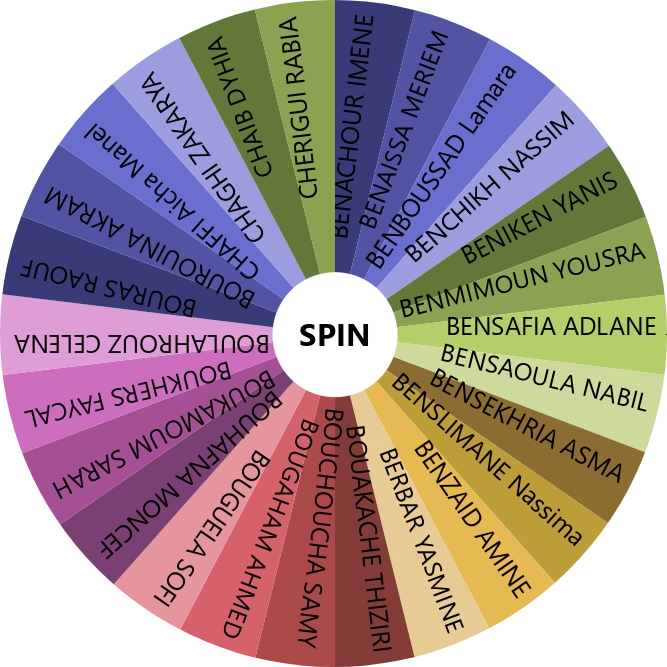 BENACHOUR IMENE
BENAISSA MERIEM
BENBOUSSAD Lamara
BENCHIKH NASSIM
BENIKEN YANIS
BENMIMOUN YOUSRA
BENSAFIA ADLANE .
BENSAOULA NABIL
BENSEKHRIA ASMA
BENSLIMANE Nassima
BENZAID AMINE
BERBAR YASMINE
BOUAKACHE THIZIRI
BOUCHOUCHA SAMY
BOUGAHAM AHMED
BOUGUELA SOFI
BOUHAFNA MONCEF
BOUKAMOUM SARAH
BOUKHERS FAYCAL
BOULAHROUZ CELENA
BOURAS RAOUF
BOUROUINA AKRAM
CHAFFI Aicha Manel
CHAGHI ZAKARYA
CHAIB DYHIA
CHERIGUI RABIA
SPIN